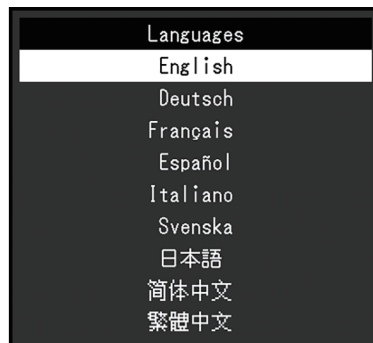 Languages
English
Deutsch
Français
Español
Italiano
Svenska
日本語
简体中文
繁體中文